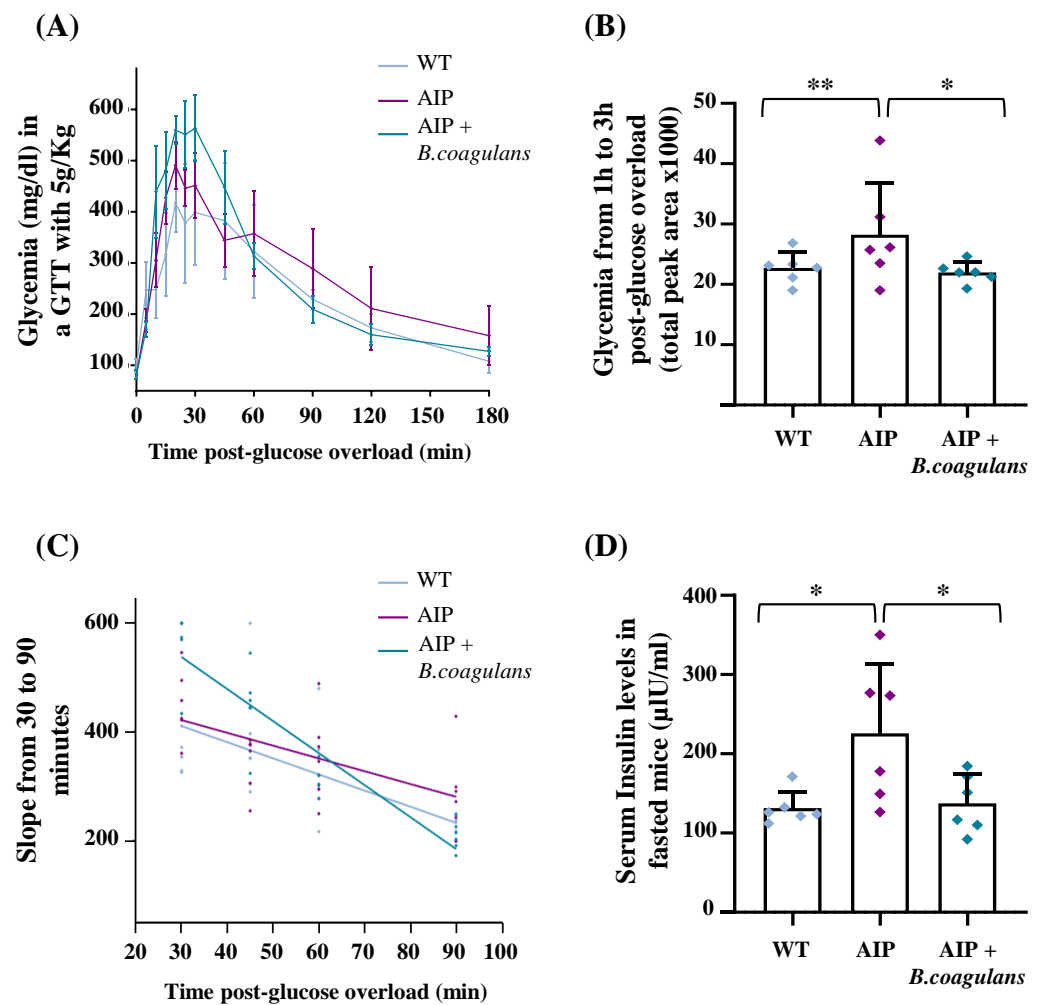 (A)
WT
AIP
AIP +
B.coagulans
Glycemia (mg/dl) in
a GTT with 5g/Kg
600
500
400
300
200
100
0 30 60 90 120 150 180
Time post-glucose overload (min)
(B)
** *
Glycemia from 1h to 3h
post-glucose overload
(total peak area x1000)
50
40
30
20
10
WT AIP AIP +
B.coagulans
(C)
WT
AIP
AIP +
B.coagulans
Slope from 30 to 90
minutes
600
400
200
20 30 40 50 60 70 80 90 100
Time post-glucose overload (min)
(D)
* *
Serum Insulin levels in
fasted mice (µIU/ml)
400
300
200
100
0
WT AIP AIP +
B.coagulans